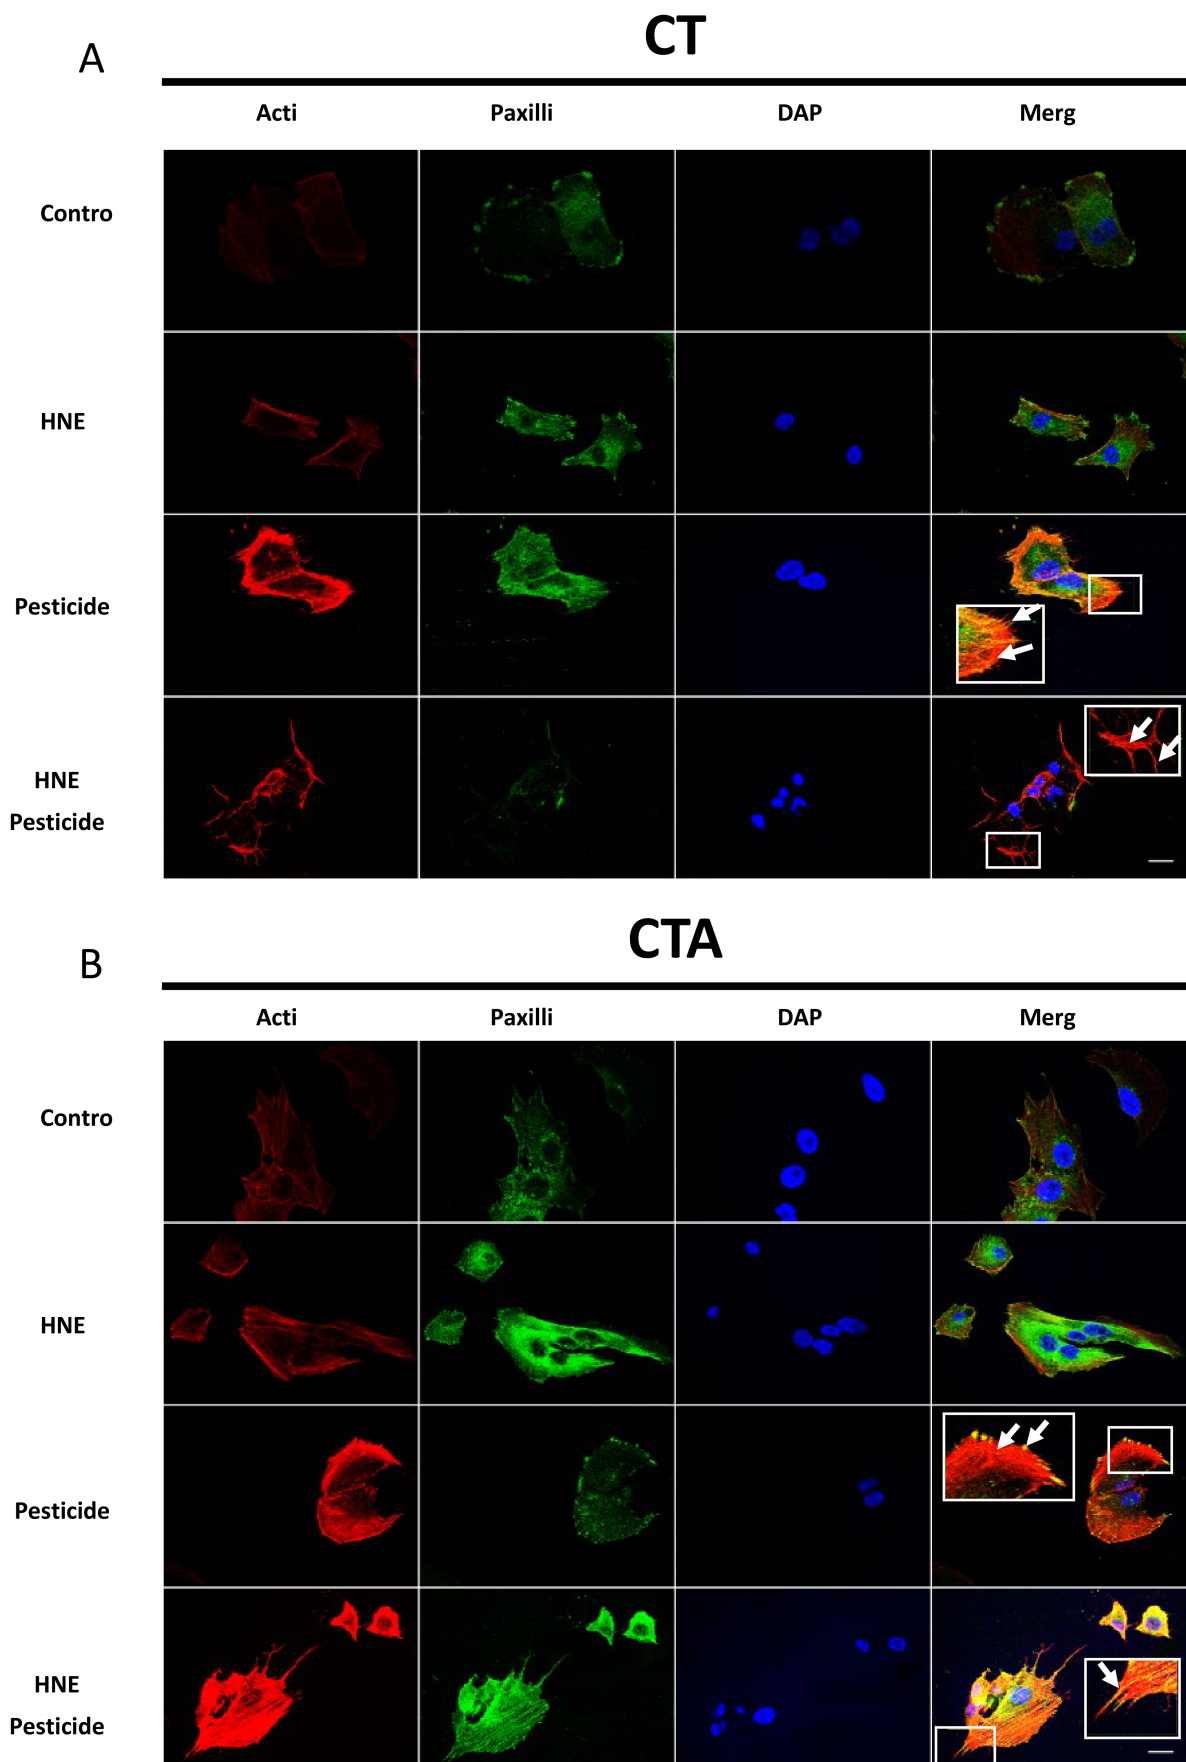 A
CT
Acti Paxilli DAP Merg
Contro
HNE
Pesticide
HNE
Pesticide
B
CTA
Acti Paxilli DAP Merg
Contro
HNE
Pesticide
HNE
Pesticide